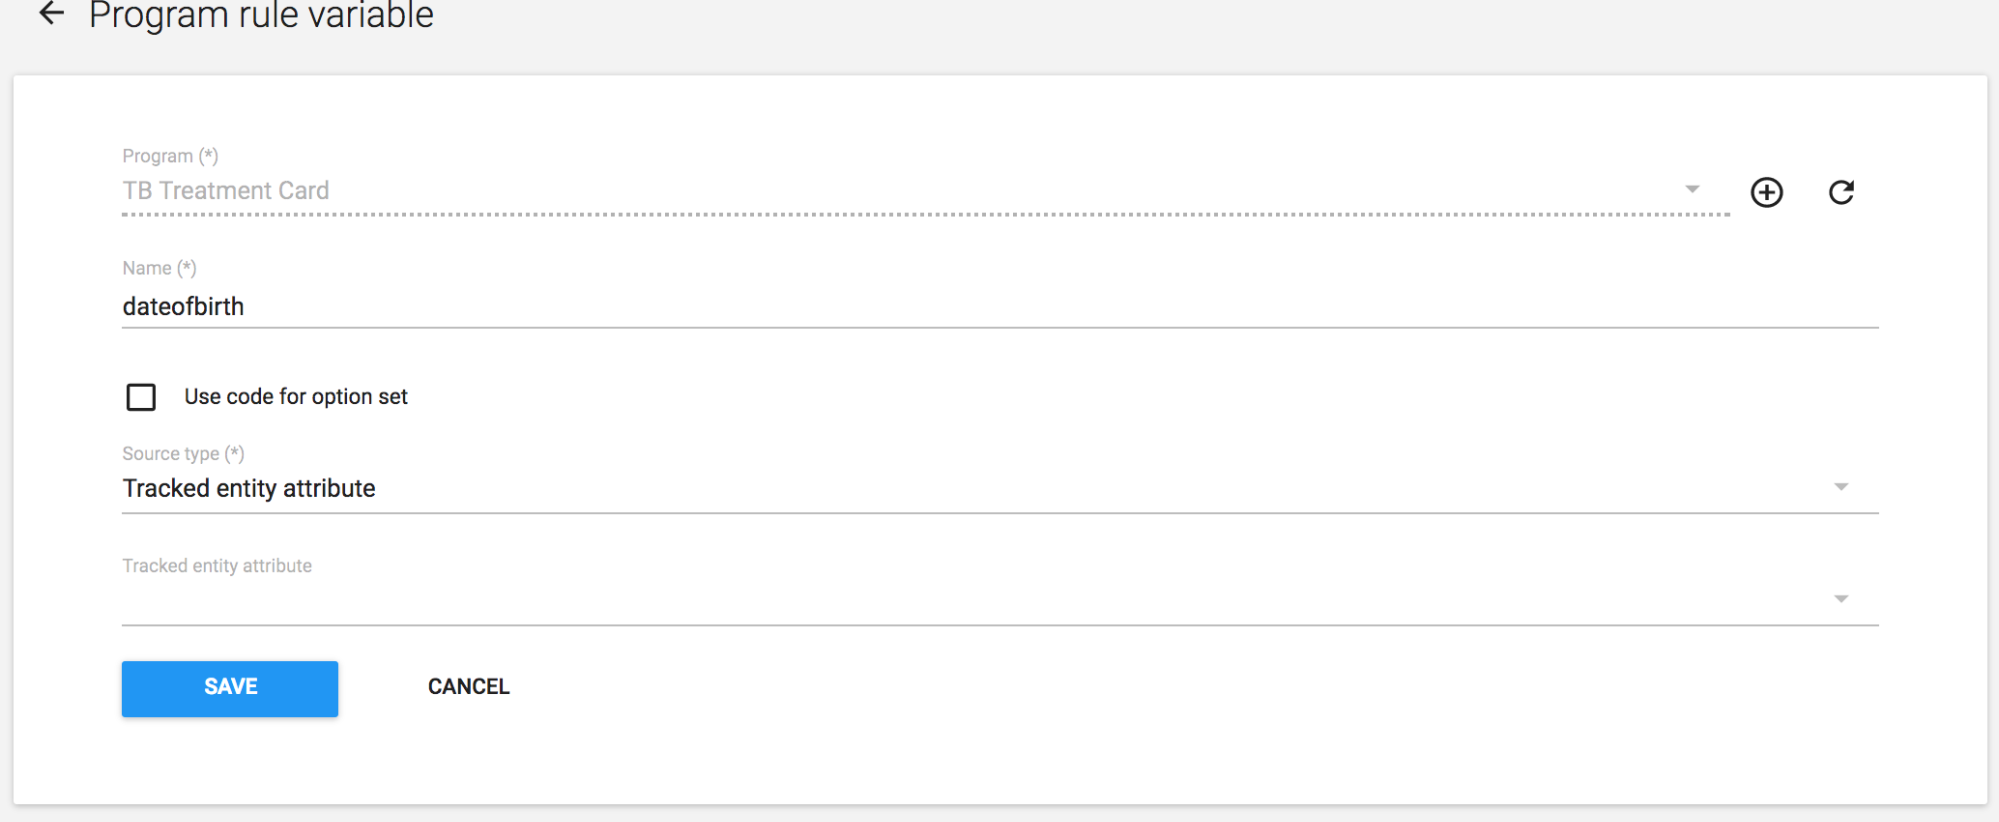 Program rule variable
Program (*)
TB Treatment Card
Name (*)
dateofbirth
Use code for option set
Source type (*)
Tracked entity attribute
Tracked entity attribute
SAVE CANCEL